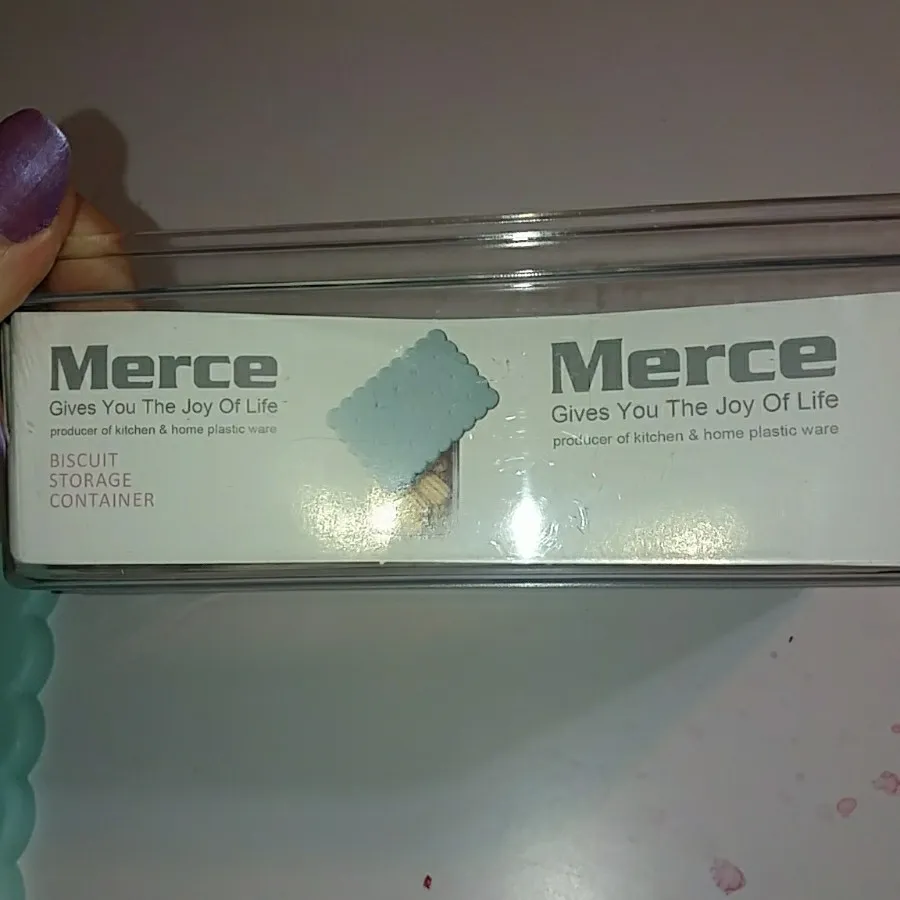 Merce
Gives You The Joy Of Life
producer of kitchen & home plastic ware
BISCUIT
STORAGE
CONTAINER
Merce
Gives You The Joy Of Life
producer of kitchen & home plastic ware